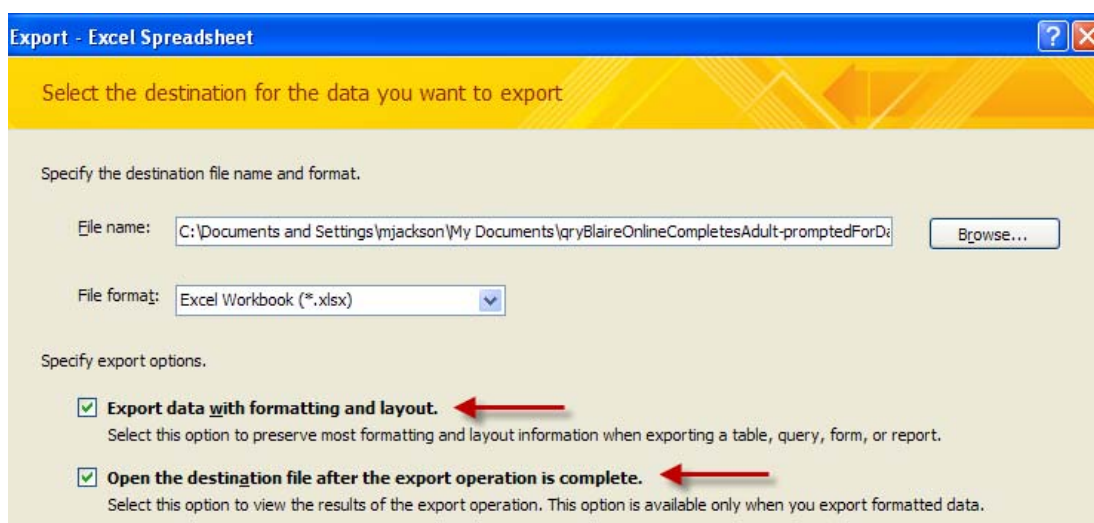 Export - Excel Spreadsheet
Select the destination for the data you want to export
Specify the destination file name and format.
File name: C:\Documents and Settings\mjackson\My Documents\qryBlaireOnlineCompletesAdult-promptedForDa Browse...
File format: Excel Workbook (*.xlsx)
Specify export options.
Export data with formatting and layout.
Select this option to preserve most formatting and layout information when exporting a table, query, form, or report.
Open the destination file after the export operation is complete.
Select this option to view the results of the export operation. This option is available only when you export formatted data.